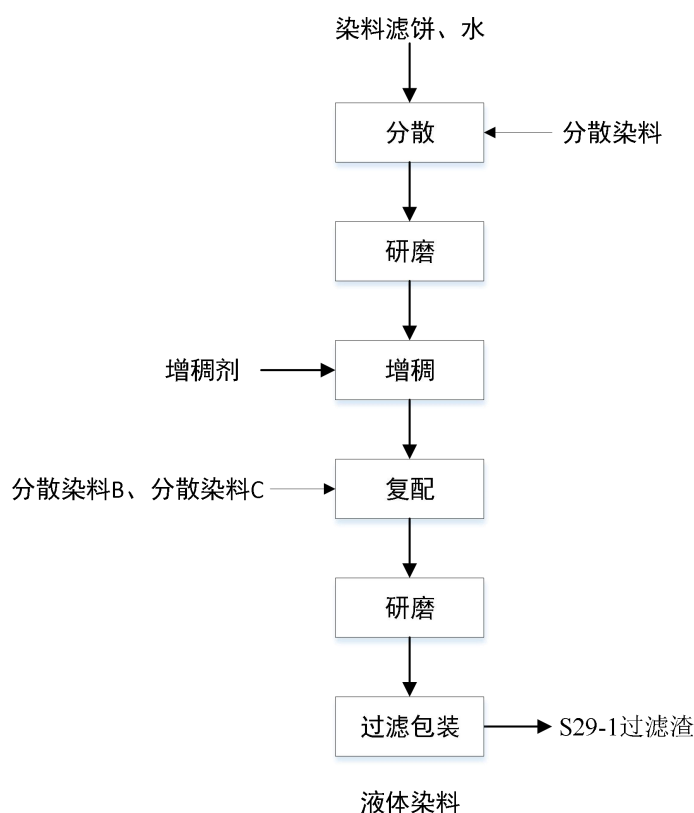 染料滤饼、水
分散
分散染料
研磨
增稠剂
增稠
分散染料B、分散染料C
复配
研磨
过滤包装
S29-1过滤渣
液体染料